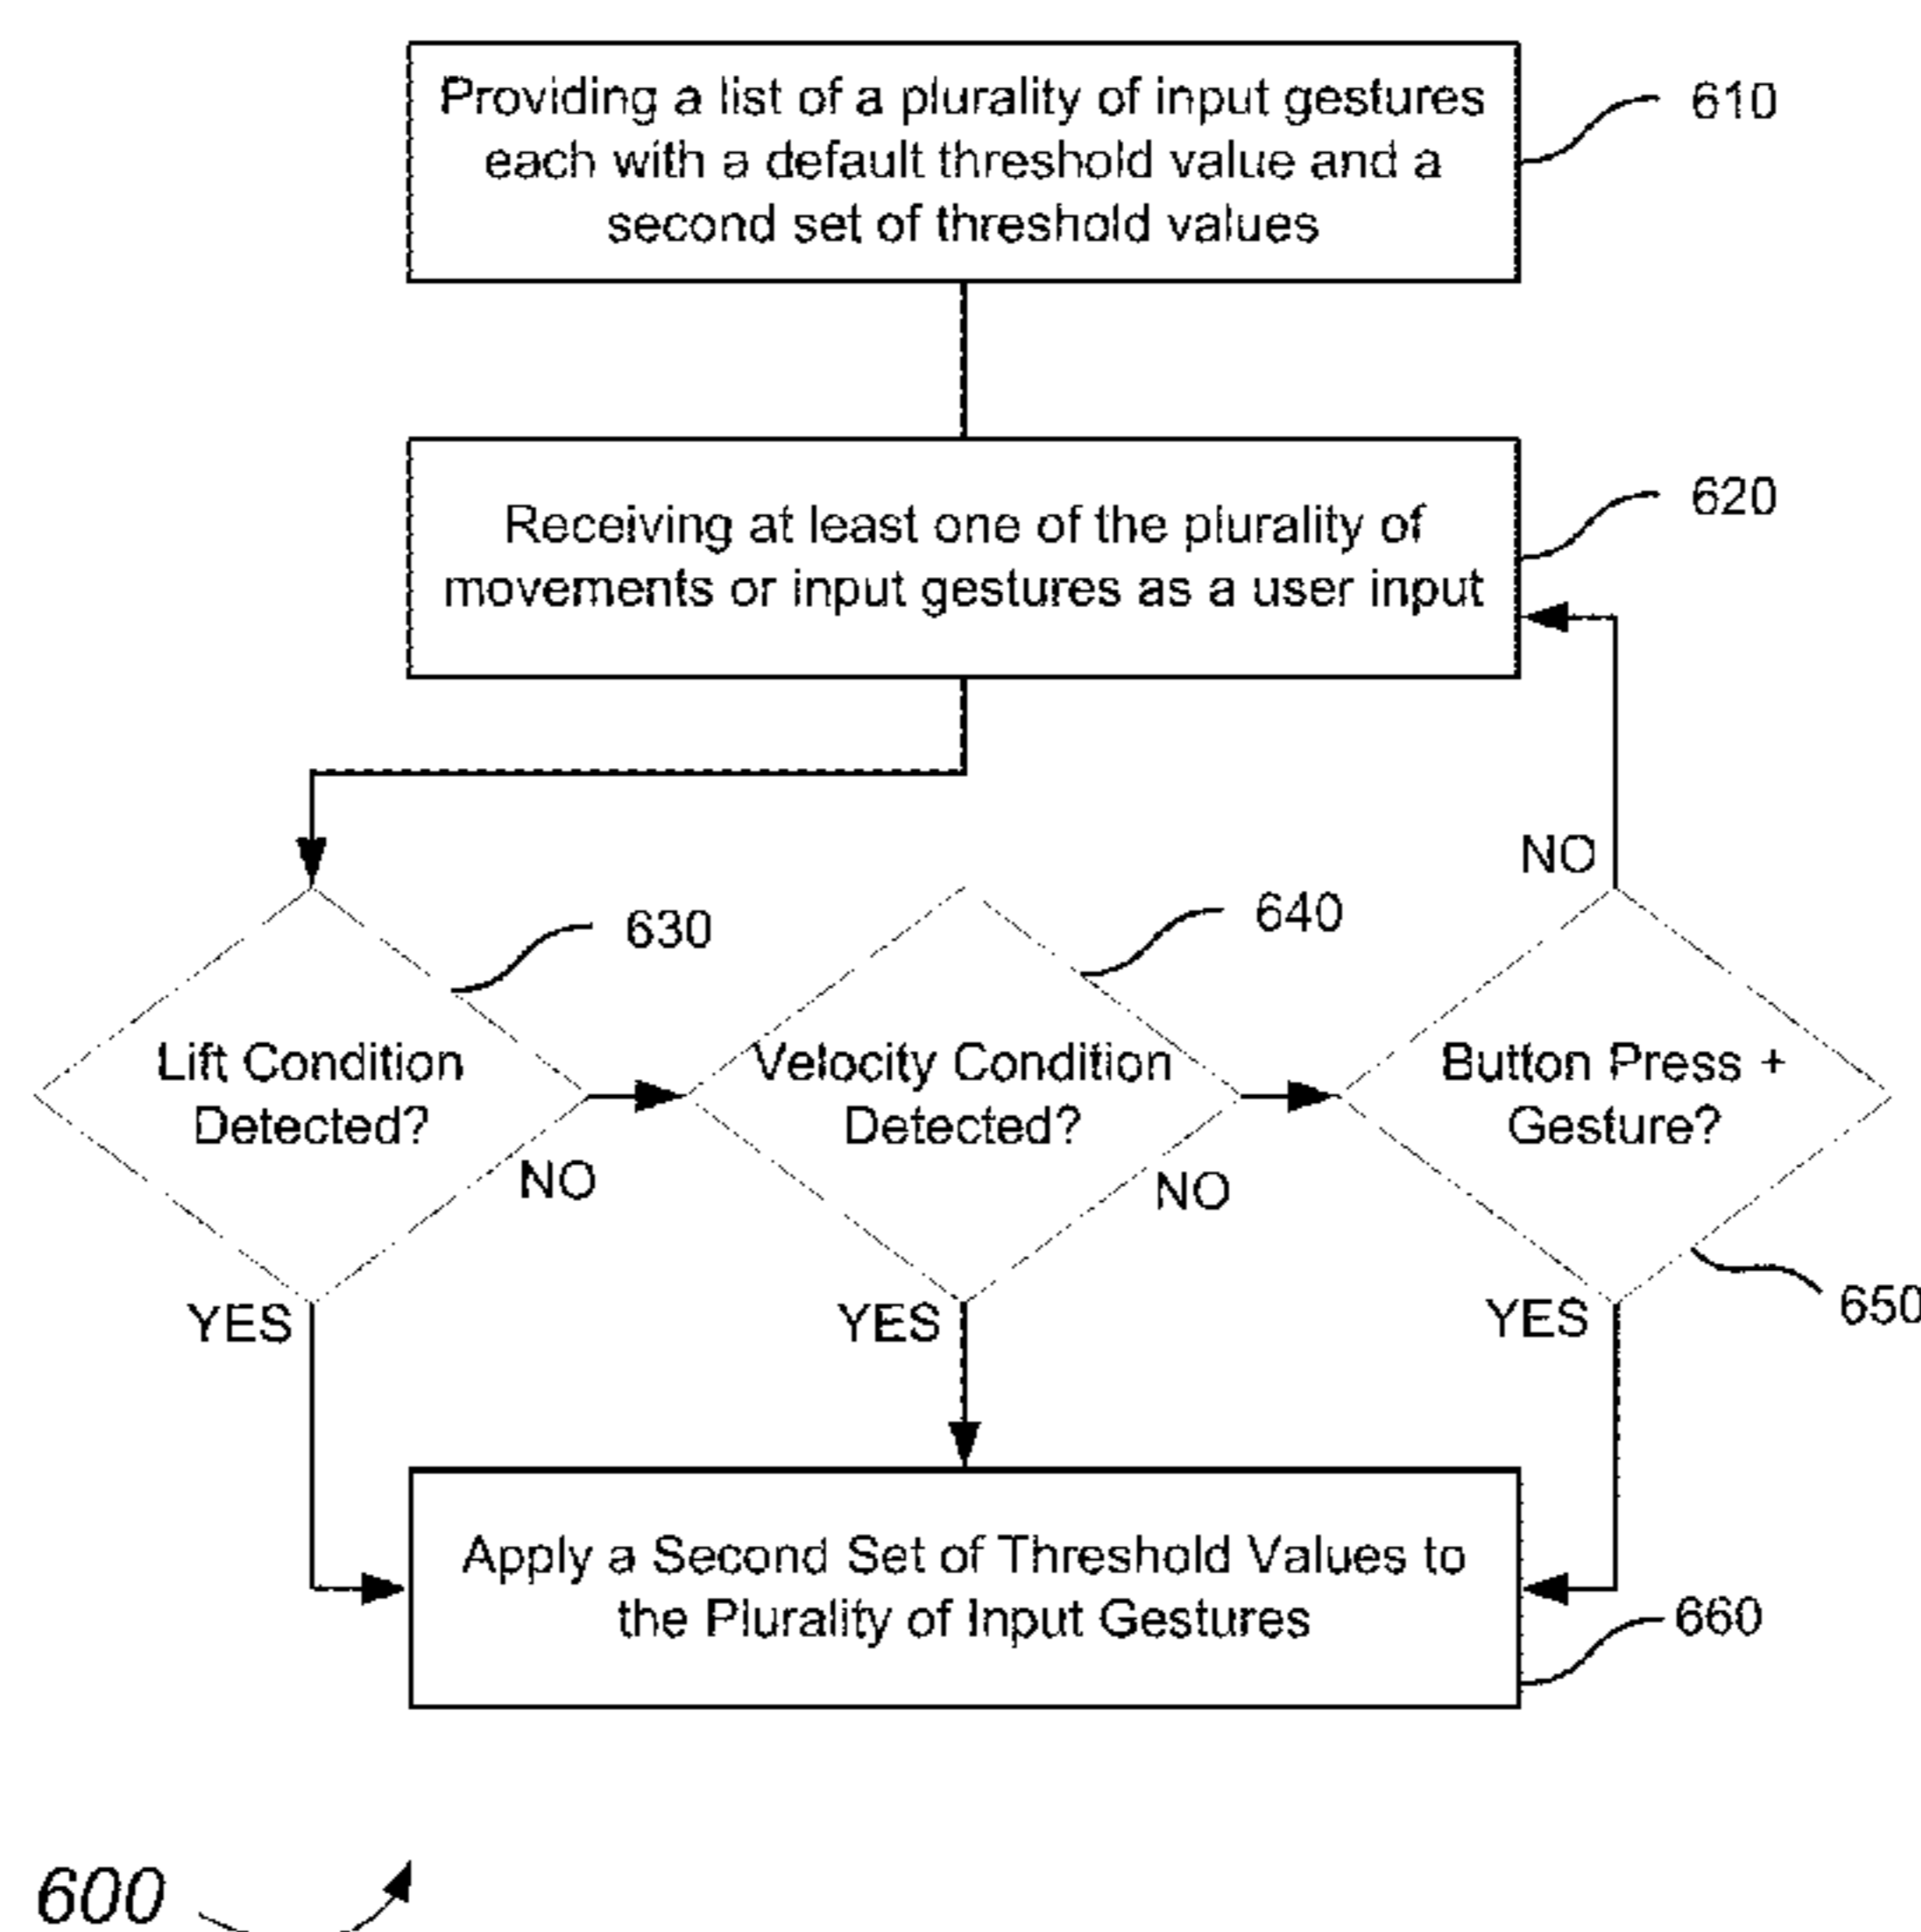 Providing a list of a plurality of input gestures
each with a default threshold value and a
second set of threshold values
610
Receiving at least one of the plurality of
movements or input gestures as a user input
620
NO
630
640
Lift Condition
Detected?
Velocity Condition
Detected?
Button Press +
Gesture?
NO
NO
650
YES
YES
YES
Apply a Second Set of Threshold Values to
the Plurality of Input Gestures
660
600